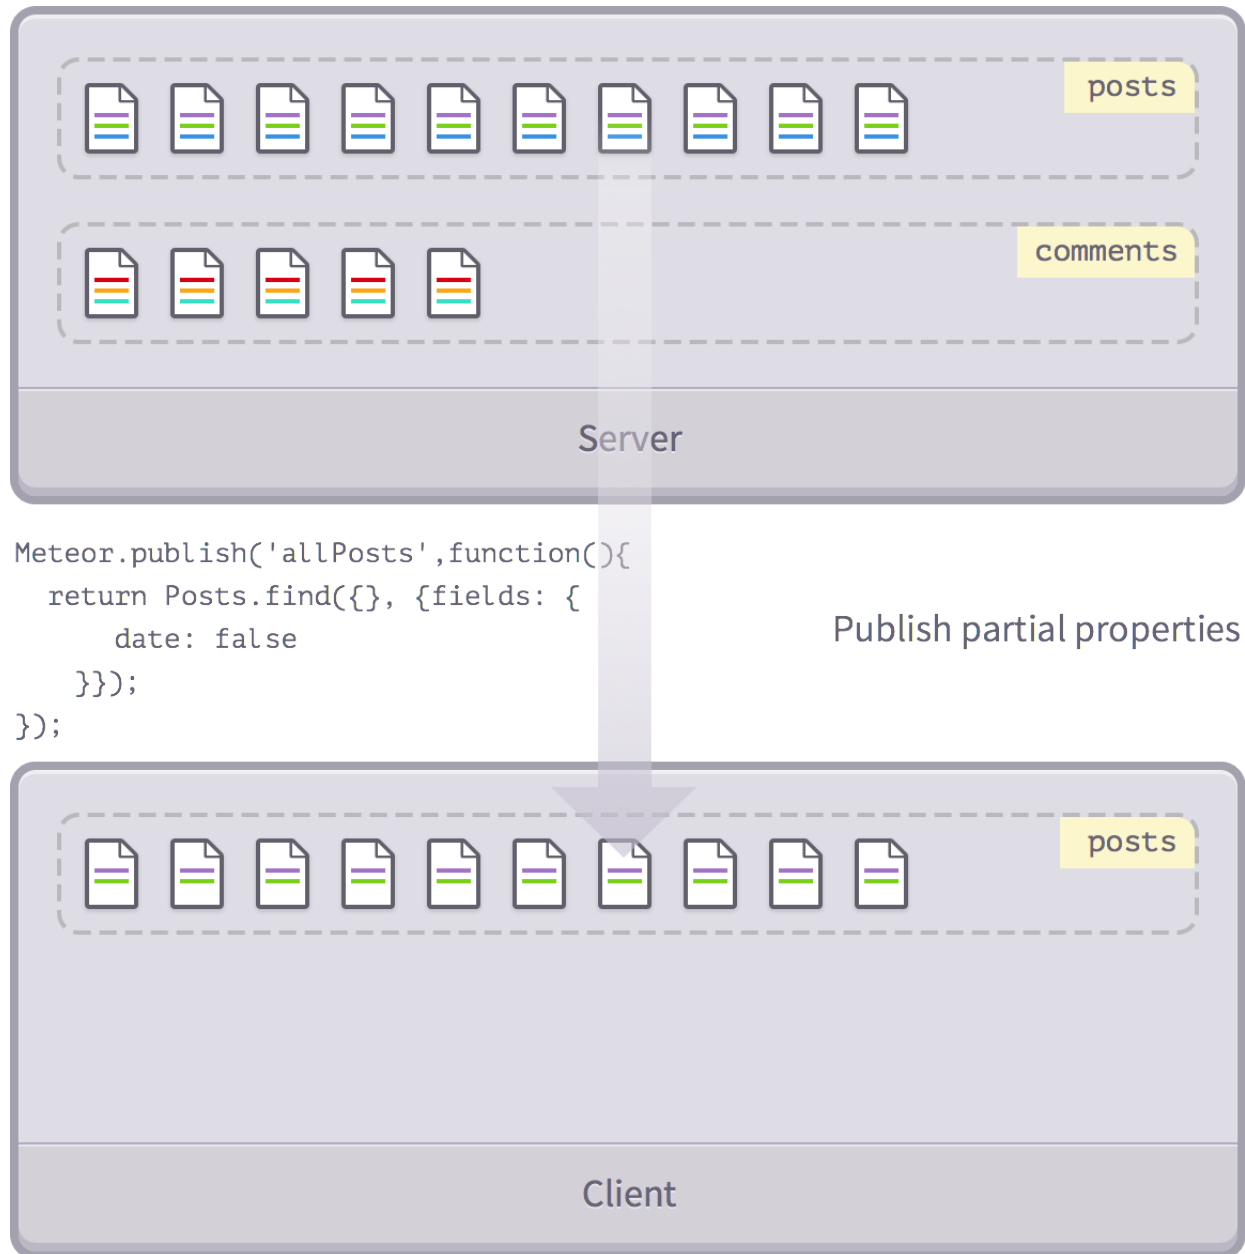 posts
comments
Server
Meteor.publish('allPosts',function(){
return Posts.find({}, {fields: {
date: false
}});
});
Publish partial properties
posts
Client